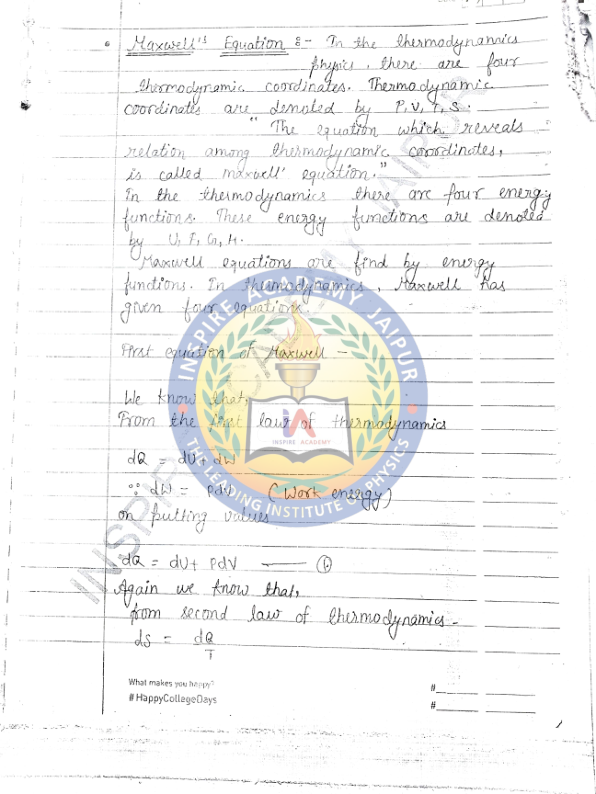 • Maxwell's Equation :- In the thermodynamics
physics, there are four
thermodynamic coordinates. Thermodynamic
coordinates are denoted by P, V, T, S.
"The equation which reveals
relation among thermodynamic coordinates,
is called maxwell' equation."
In the thermodynamics there are four energy
functions. These energy functions are denoted
by U, F, G, H.
Maxwell equations are find by energy
functions. In thermodynamics, Maxwell has
given four equations.
First equation of Maxwell -
We know that,
From the first law of thermodynamics
dQ = dU + dW
∵ dW = PdV (Work energy)
on putting values
dQ = dU + PdV —— ①
Again we know that,
from second law of thermodynamics -
dS = dQ
T
What makes you happy?
#HappyCollegeDays
#
#
INSPIRE ACADEMY JAIPUR
INSPIRE ACADEMY
THE LEADING INSTITUTE OF PHYSICS
INSPIRE ACADEMY JAIPUR